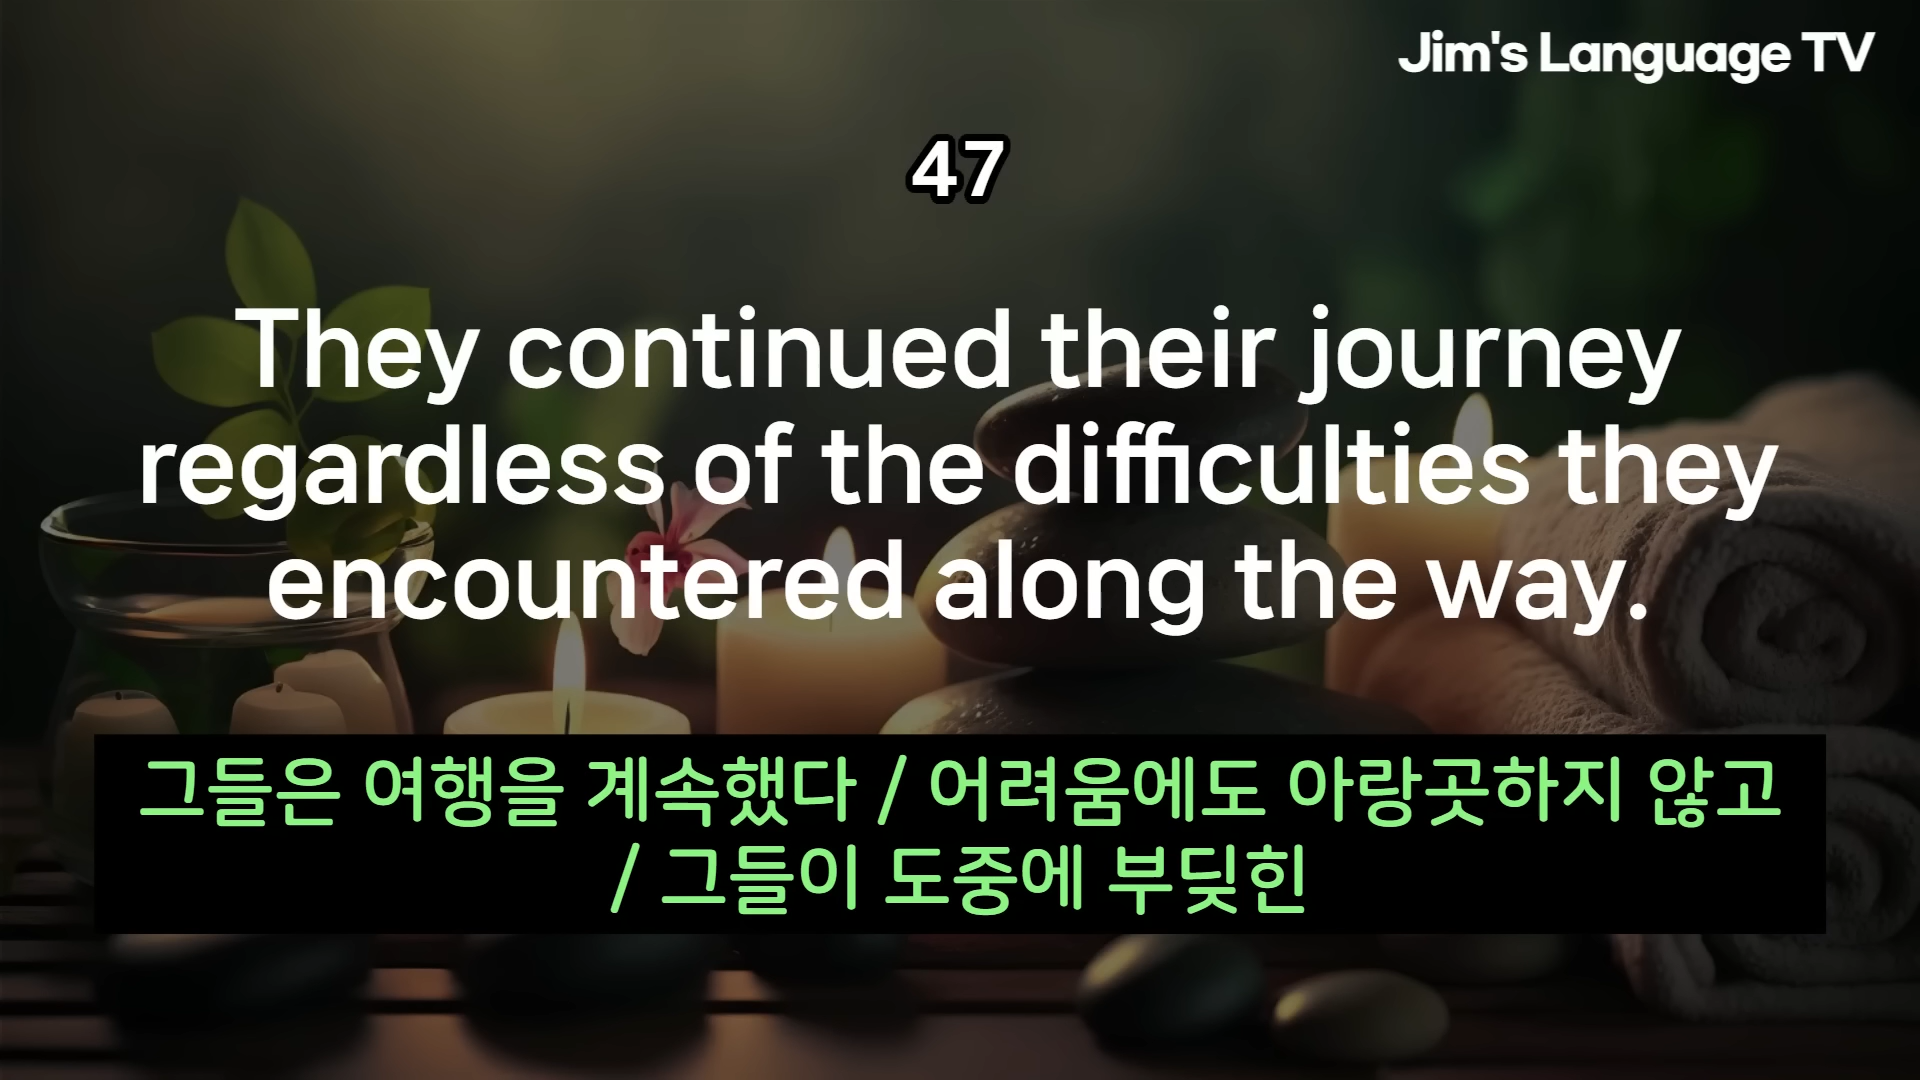 Jim's Language TV
47
They continued their journey
regardless of the difficulties they
encountered along the way.
그들은 여행을 계속했다 / 어려움에도 아랑곳하지 않고
/ 그들이 도중에 부딪힌